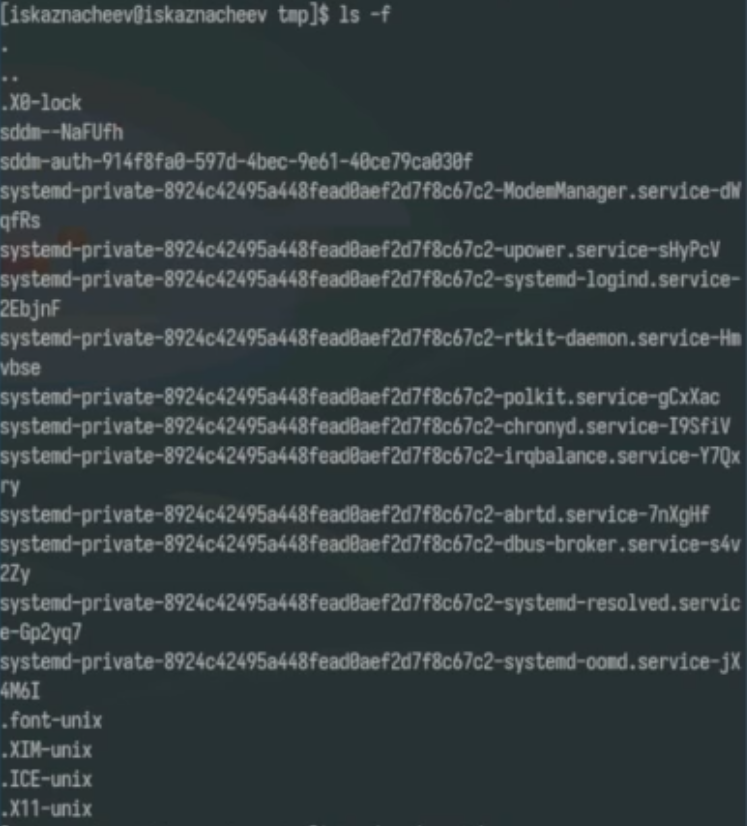 [iskaznacheev@iskaznacheev tmp]$ ls -f
.
..
.X0-lock
sddm--NaFUfh
sddm-auth-914f8fa0-597d-4bec-9e61-40ce79ca030f
systemd-private-8924c42495a448fead0aef2d7f8c67c2-ModemManager.service-dW
qfRs
systemd-private-8924c42495a448fead0aef2d7f8c67c2-upower.service-sHyPcV
systemd-private-8924c42495a448fead0aef2d7f8c67c2-systemd-logind.service-
2EbjnF
systemd-private-8924c42495a448fead0aef2d7f8c67c2-rtkit-daemon.service-Hm
vbse
systemd-private-8924c42495a448fead0aef2d7f8c67c2-polkit.service-gCxXac
systemd-private-8924c42495a448fead0aef2d7f8c67c2-chronyd.service-I9SfiV
systemd-private-8924c42495a448fead0aef2d7f8c67c2-irqbalance.service-Y7Qx
ry
systemd-private-8924c42495a448fead0aef2d7f8c67c2-abrtd.service-7nXgHf
systemd-private-8924c42495a448fead0aef2d7f8c67c2-dbus-broker.service-s4v
2Zy
systemd-private-8924c42495a448fead0aef2d7f8c67c2-systemd-resolved.servic
e-Gp2yq7
systemd-private-8924c42495a448fead0aef2d7f8c67c2-systemd-oomd.service-jX
4M6I
.font-unix
.XIM-unix
.ICE-unix
.X11-unix